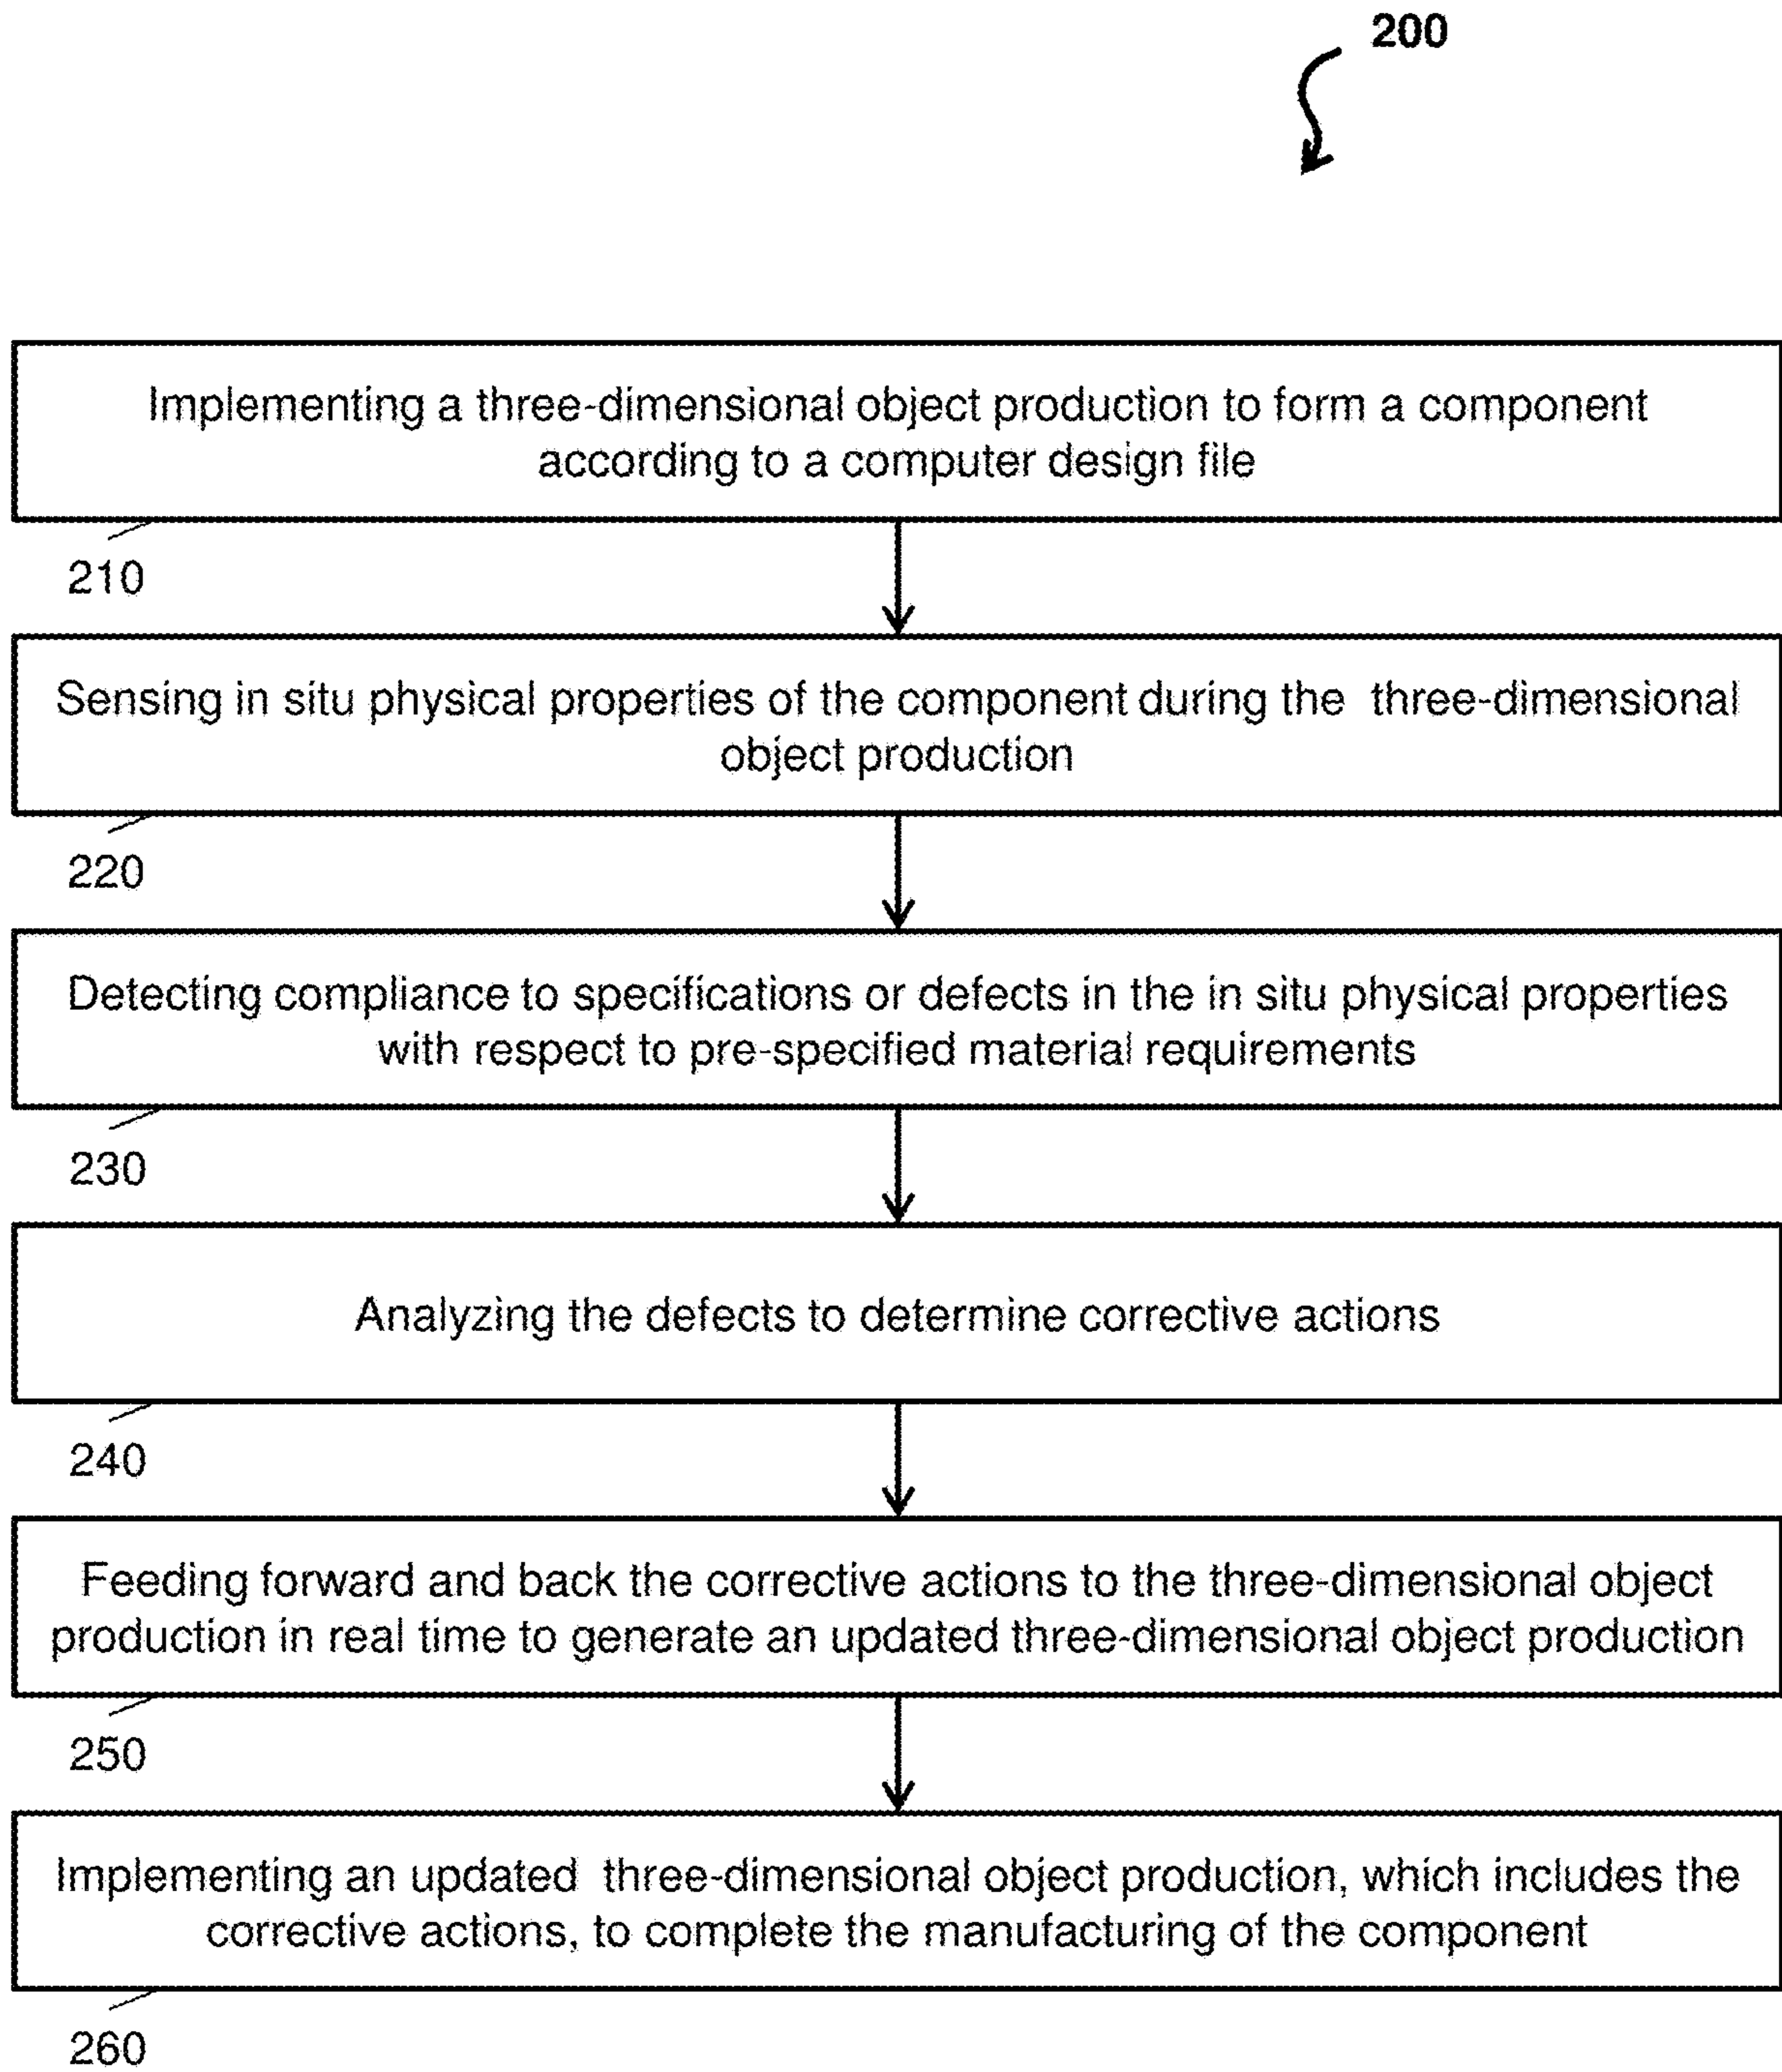 200
Implementing a three-dimensional object production to form a component
according to a computer design file
210
Sensing in situ physical properties of the component during the three-dimensional
object production
220
Detecting compliance to specifications or defects in the in situ physical properties
with respect to pre-specified material requirements
230
Analyzing the defects to determine corrective actions
240
Feeding forward and back the corrective actions to the three-dimensional object
production in real time to generate an updated three-dimensional object production
250
Implementing an updated three-dimensional object production, which includes the
corrective actions, to complete the manufacturing of the component
260